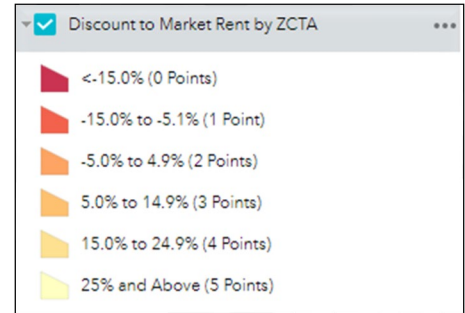 Discount to Market Rent by ZCTA
<-15.0% (0 Points)
-15.0% to -5.1% (1 Point)
-5.0% to 4.9% (2 Points)
5.0% to 14.9% (3 Points)
15.0% to 24.9% (4 Points)
25% and Above (5 Points)